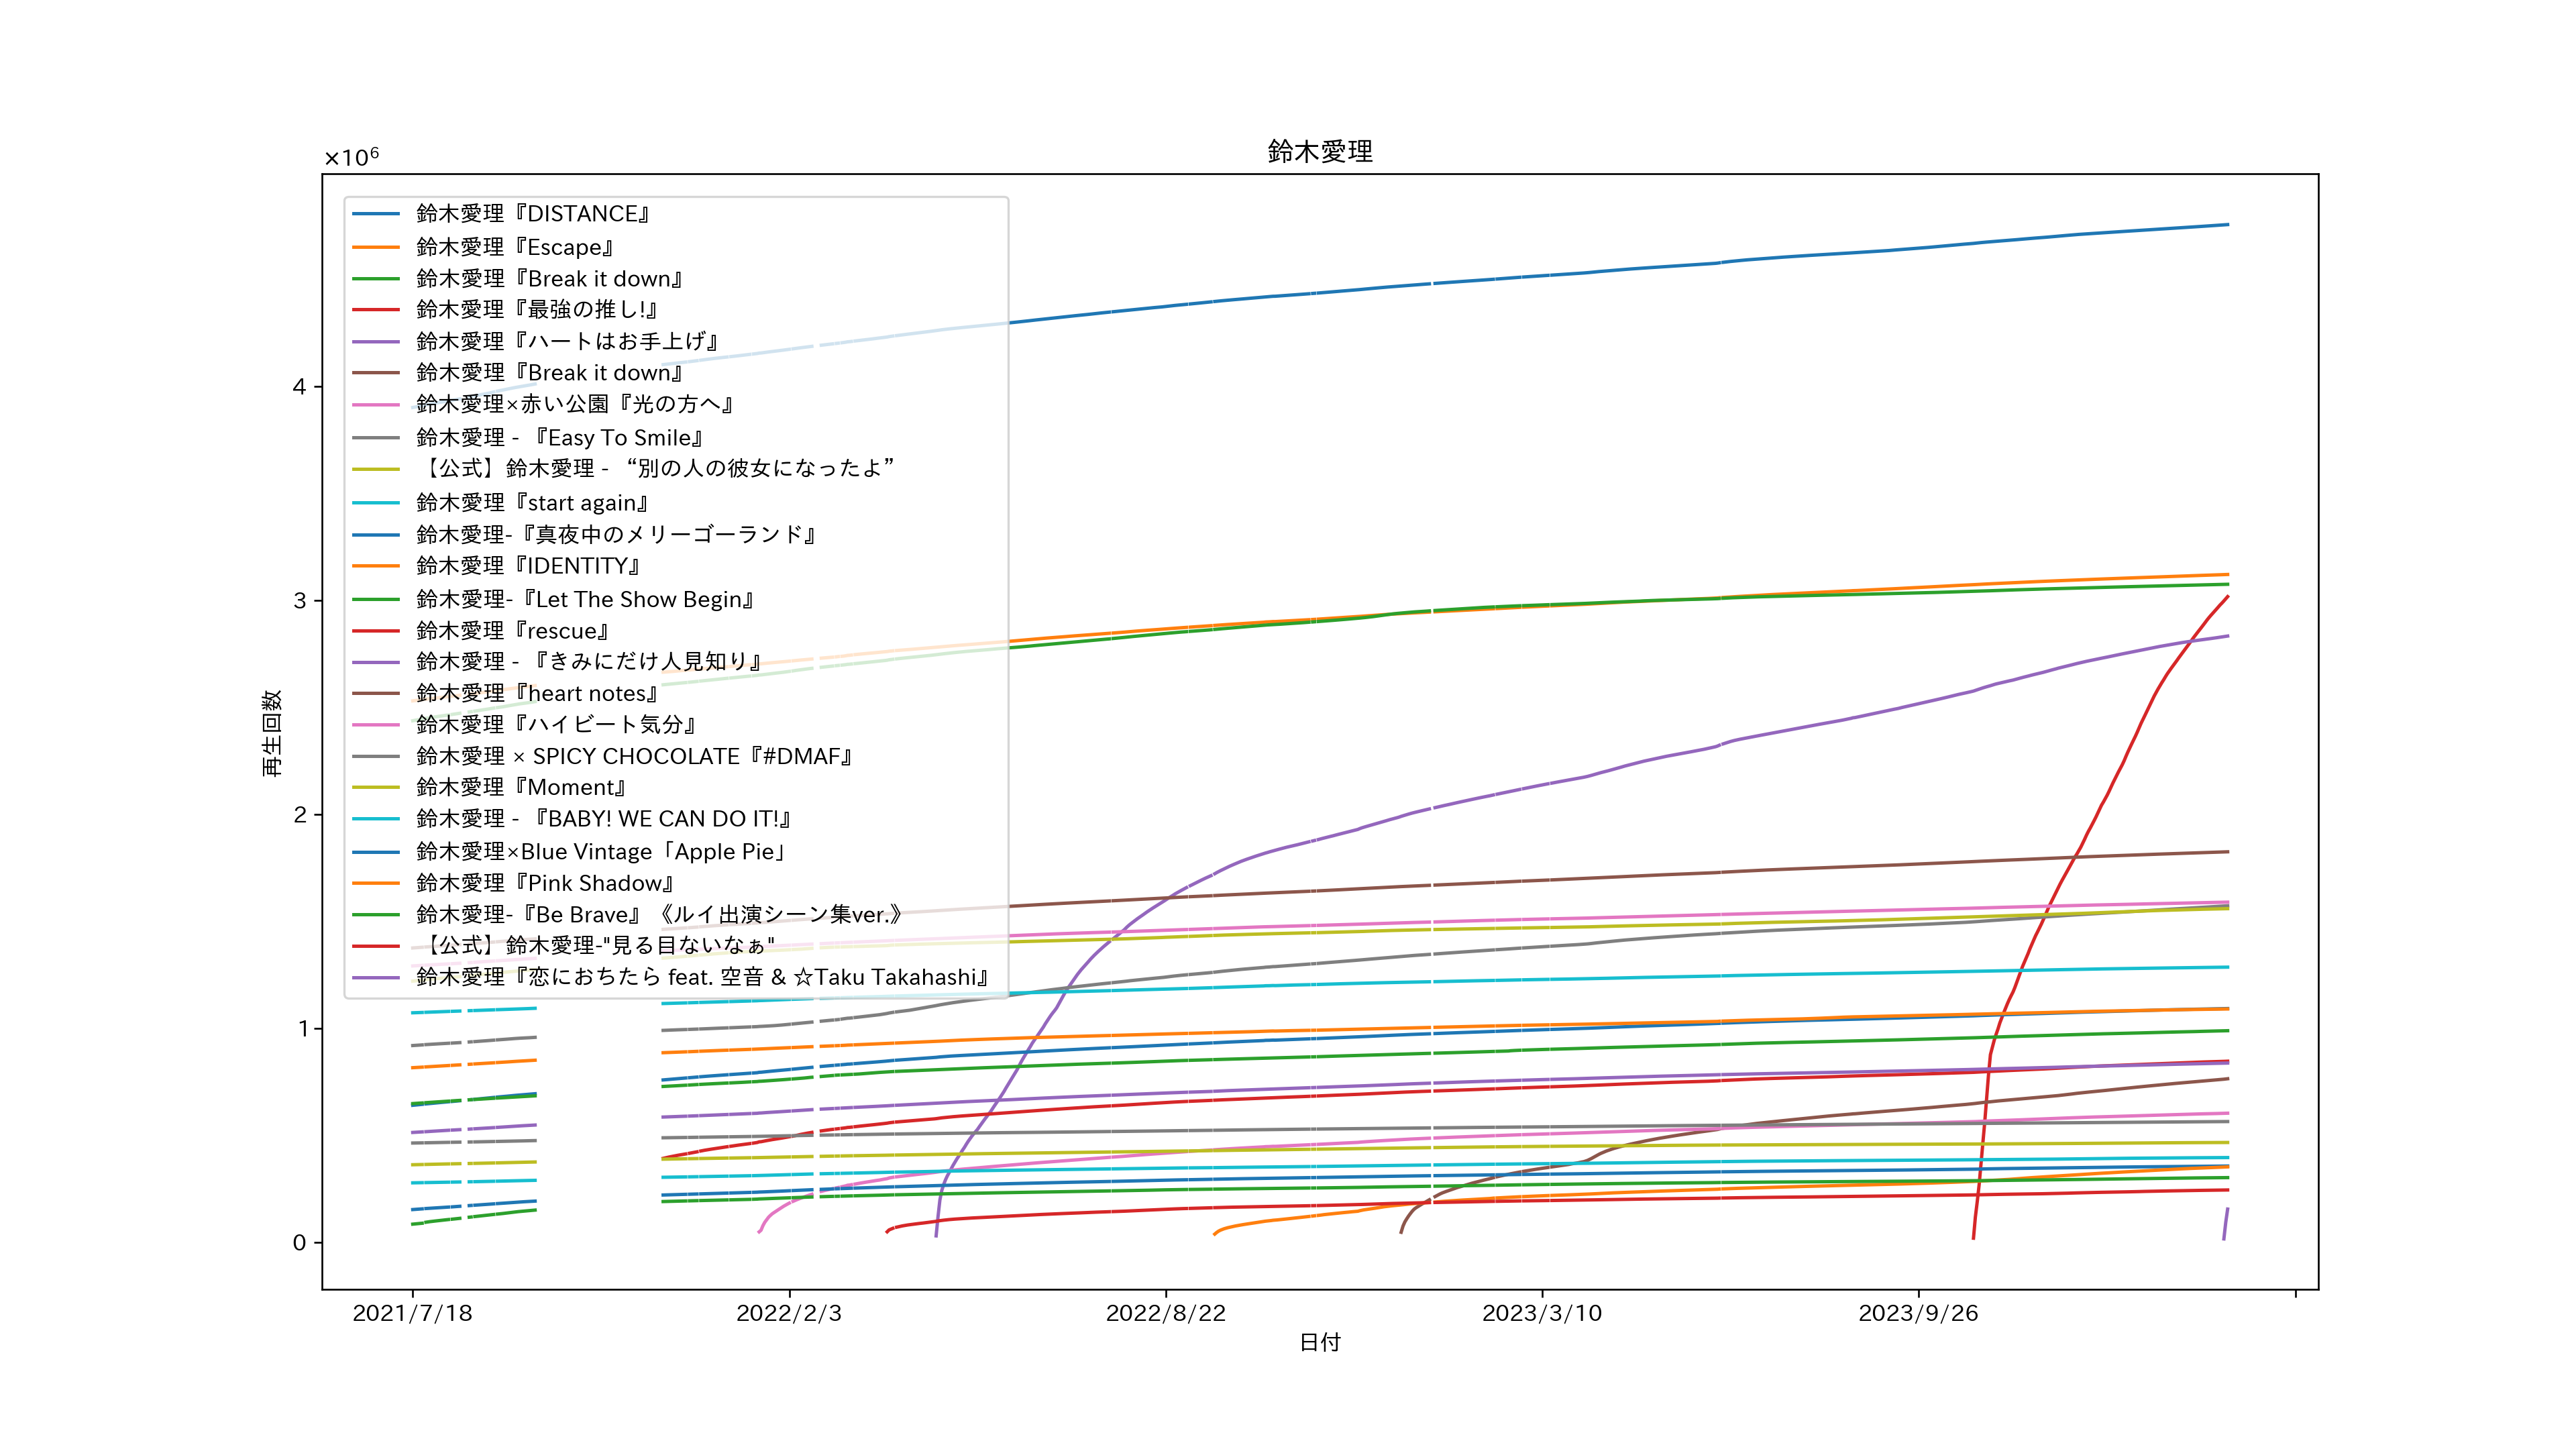 鈴木愛理
×10⁶
鈴木愛理『DISTANCE』
鈴木愛理『Escape』
鈴木愛理『Break it down』
鈴木愛理『最強の推し!』
鈴木愛理『ハートはお手上げ』
鈴木愛理『Break it down』
鈴木愛理×赤い公園『光の方へ』
鈴木愛理 - 『Easy To Smile』
【公式】鈴木愛理 - “別の人の彼女になったよ”
鈴木愛理『start again』
鈴木愛理-『真夜中のメリーゴーランド』
鈴木愛理『IDENTITY』
鈴木愛理-『Let The Show Begin』
鈴木愛理『rescue』
鈴木愛理 - 『きみにだけ人見知り』
鈴木愛理『heart notes』
鈴木愛理『ハイビート気分』
鈴木愛理 × SPICY CHOCOLATE『#DMAF』
鈴木愛理『Moment』
鈴木愛理 - 『BABY! WE CAN DO IT!』
鈴木愛理×Blue Vintage「Apple Pie」
鈴木愛理『Pink Shadow』
鈴木愛理-『Be Brave』《ルイ出演シーン集ver.》
【公式】鈴木愛理-"見る目ないなぁ"
鈴木愛理『恋におちたら feat. 空音 & ☆Taku Takahashi』
再生回数
4
3
2
1
0
2021/7/18
2022/2/3
2022/8/22
2023/3/10
2023/9/26
日付